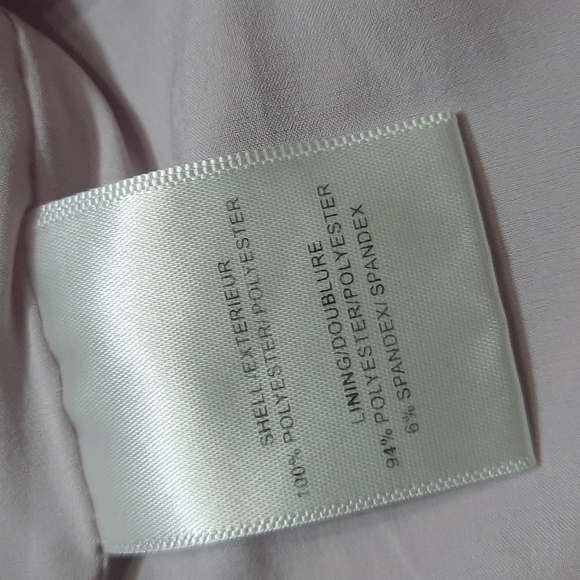 SHELL/EXTERIEUR
100% POLYESTER/POLYESTER
LINING/DOUBLURE
94% POLYESTER/POLYESTER
6% SPANDEX/ SPANDEX